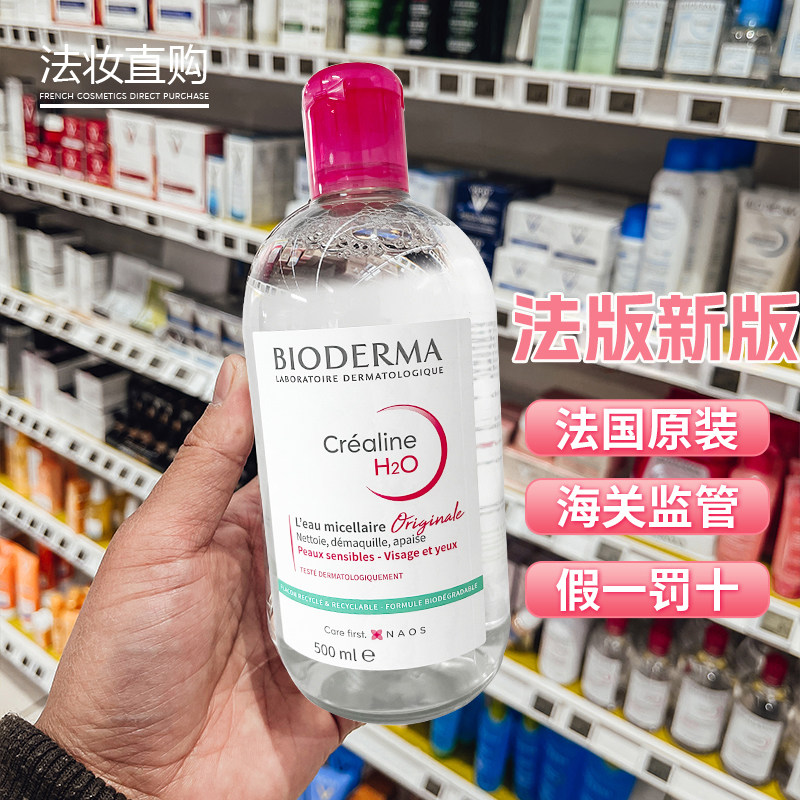 法妆直购
FRENCH COSMETICS DIRECT PURCHASE
BIODERMA
BIODERMA
LABORATOIRE DERMATOLOGIQUE
Créaline
H2O
L'eau micellaire Originale
Nettoie, démaquille, apaise
Peaux sensibles - Visage et yeux
TESTÉ DERMATOLOGIQUEMENT
FLACON RECYCLÉ & RECYCLABLE - FORMULE BIODÉGRADABLE
Care first. NAOS
500 ml e
法版新版
法国原装
海关监管
假一罚十